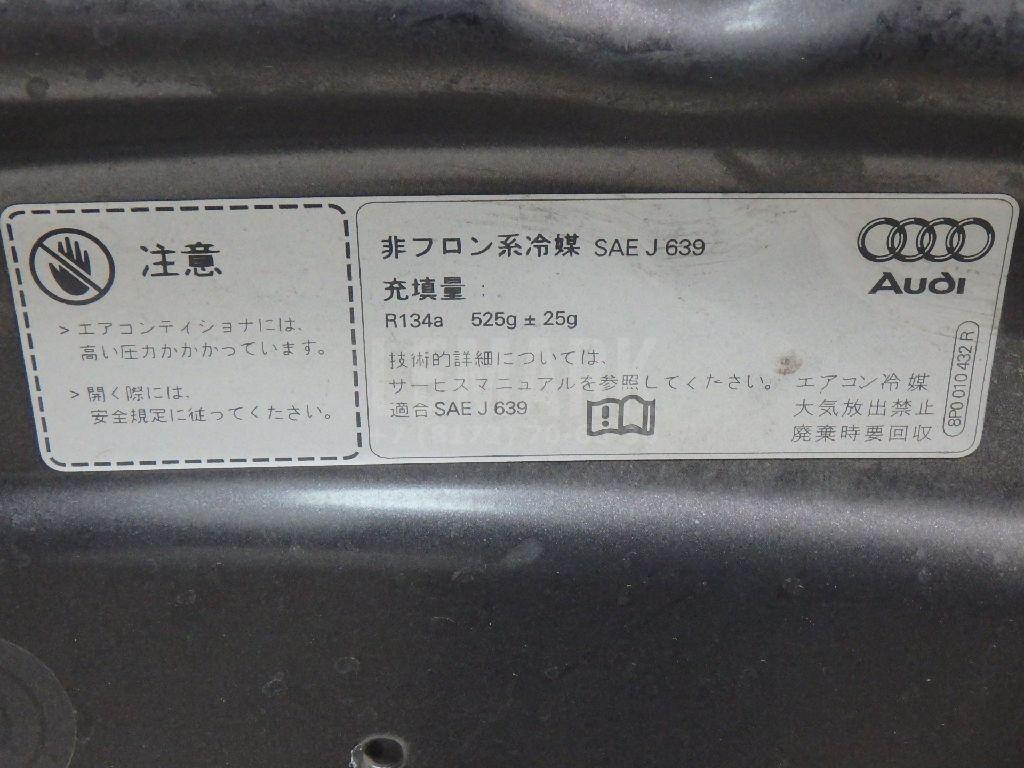 注意
> エアコンディショナには、
高い圧力がかかっています。
> 開く際には、
安全規定に従ってください。
非フロン系冷媒 SAE J 639
充填量 :
R134a 525g ± 25g
技術的詳細については、
サービスマニュアルを参照してください。
適合 SAE J 639
Audi
エアコン冷媒
大気放出禁止
廃棄時要回収
8P0 010 432 R